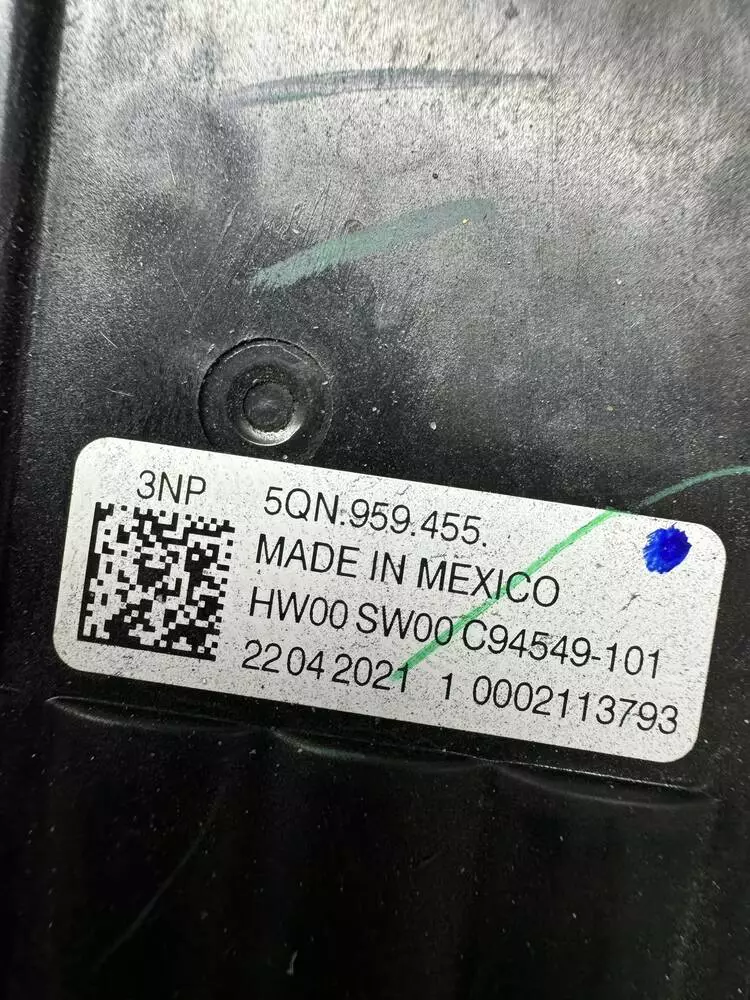 3NP 5QN.959.455.
MADE IN MEXICO
HW00 SW00 C94549-101
22 04 2021 1 0002113793